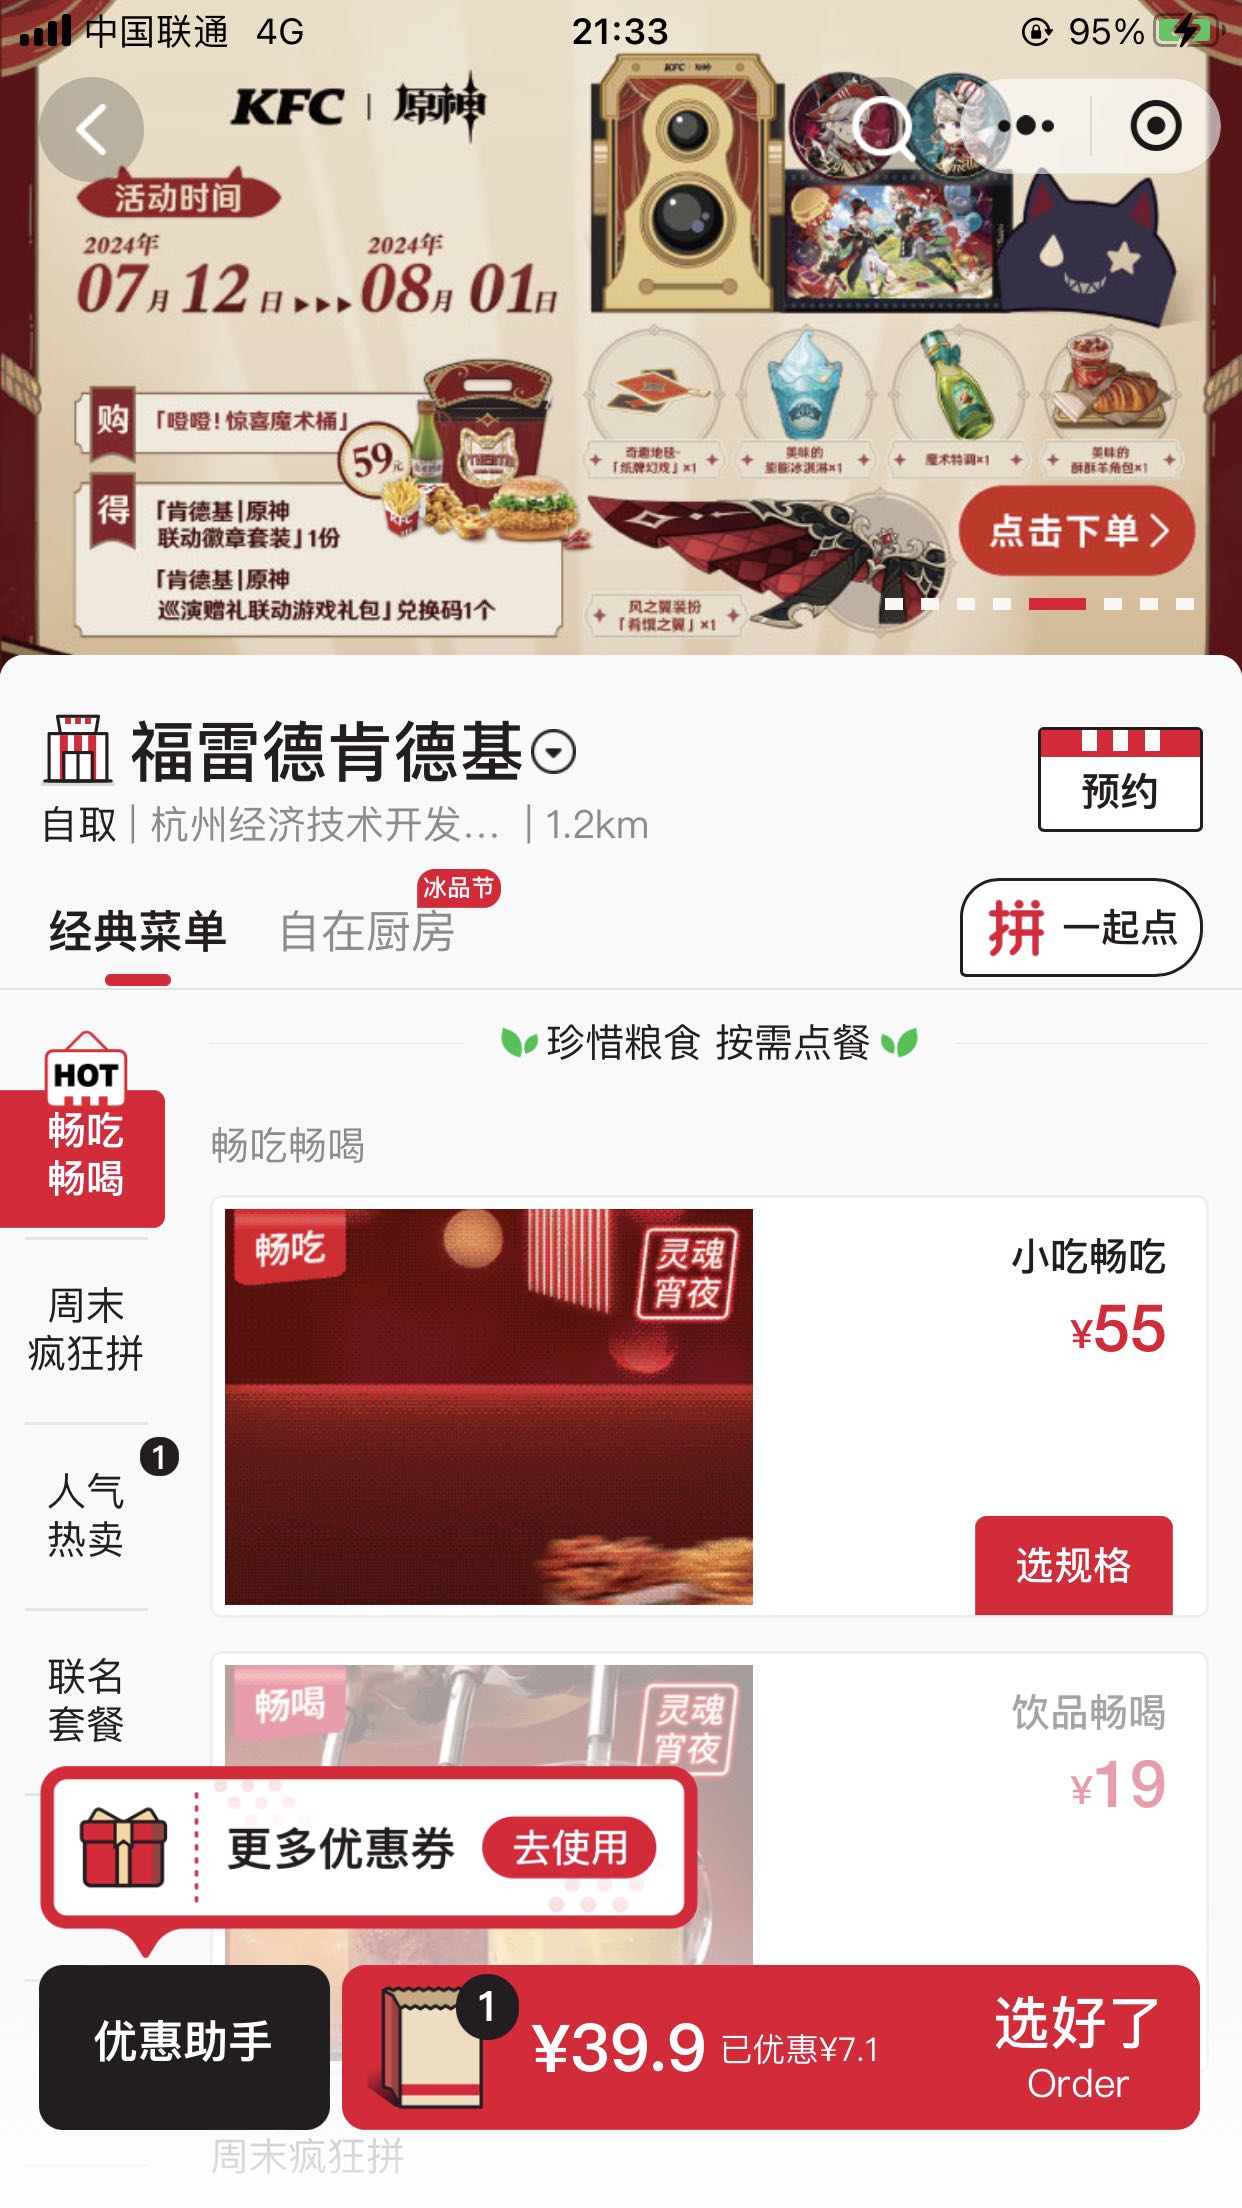 中国联通 4G 21:33 95%
KFC | 原神
KFC 原神
活动时间
2024年 2024年
07月12日▸▸▸08月01日
购 「噔噔！惊喜魔术桶」
59元
得 「肯德基|原神
联动徽章套装」1份
「肯德基|原神
巡演赠礼联动游戏礼包」兑换码1个
奇趣地毯-
「纸牌幻戏」×1
美味的
膨膨冰淇淋×1
魔术特调×1
美味的
酥酥羊角包×1
风之翼装扮
「肴馔之翼」×1
点击下单
福雷德肯德基
预约
自取 | 杭州经济技术开发... | 1.2km
冰品节
经典菜单 自在厨房
拼 一起点
珍惜粮食 按需点餐
HOT
畅吃
畅喝
周末
疯狂拼
1
人气
热卖
联名
套餐
畅吃畅喝
畅吃
灵魂
宵夜
小吃畅吃
¥55
选规格
畅喝
灵魂
宵夜
饮品畅喝
¥19
更多优惠券 去使用
优惠助手
1
¥39.9 已优惠¥7.1
选好了
Order
周末疯狂拼